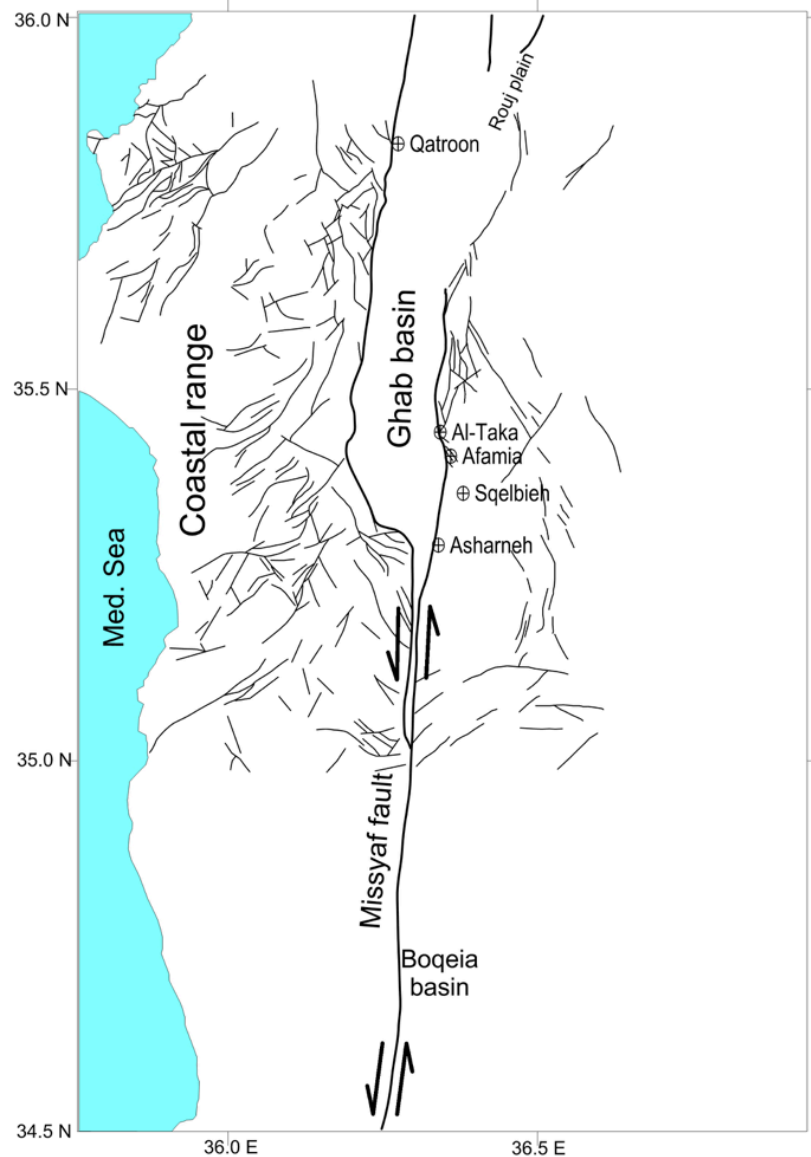 36.0 N
Rouj plain
Qatroon
Ghab basin
Coastal range
35.5 N
Al-Taka
Afamia
Sqelbieh
Asharneh
Med. Sea
35.0 N
Missyaf fault
Boqeia
basin
34.5 N
36.0 E
36.5 E